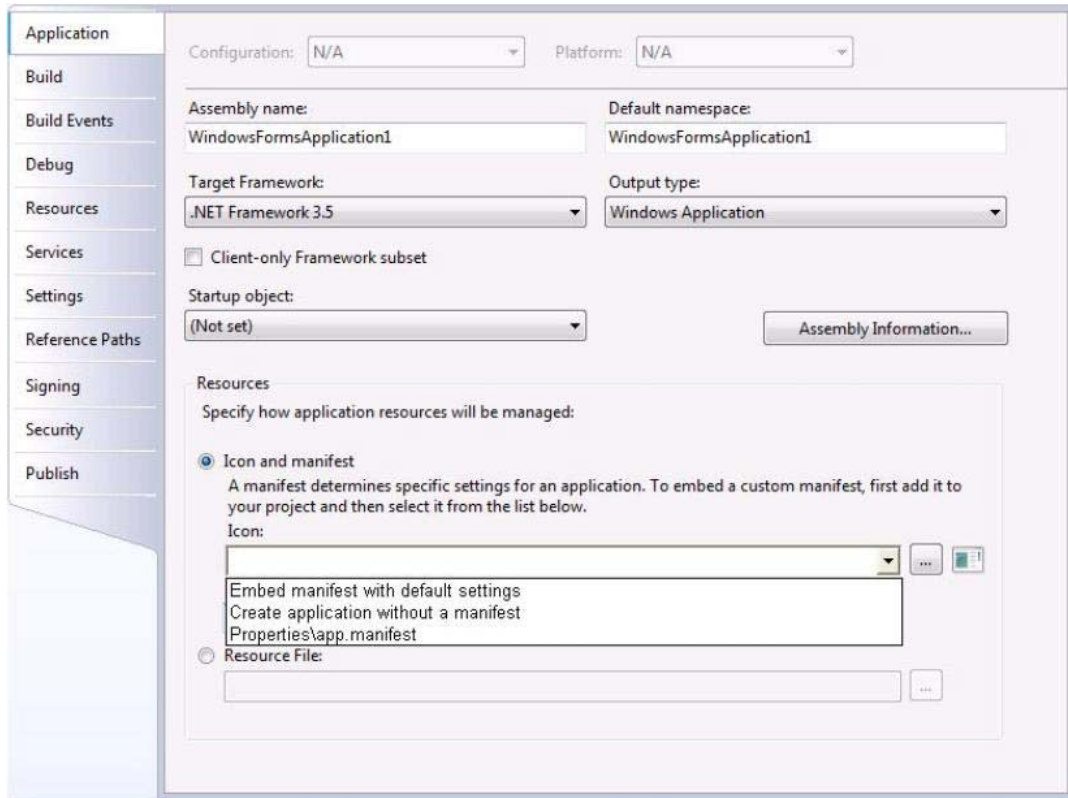 Application
Build
Build Events
Debug
Resources
Services
Settings
Reference Paths
Signing
Security
Publish
Configuration: N/A Platform: N/A
Assembly name: Default namespace:
WindowsFormsApplication1 WindowsFormsApplication1
Target Framework: Output type:
.NET Framework 3.5 Windows Application
Client-only Framework subset
Startup object:
(Not set) Assembly Information...
Resources
Specify how application resources will be managed:
Icon and manifest
A manifest determines specific settings for an application. To embed a custom manifest, first add it to
your project and then select it from the list below.
Icon:
...
Embed manifest with default settings
Create application without a manifest
Properties\app.manifest
Resource File:
...